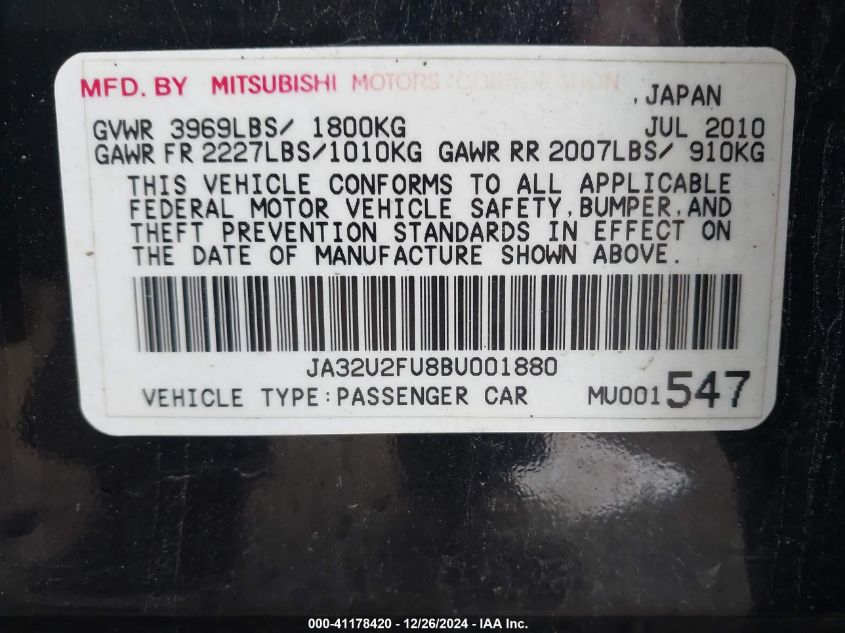 MFD. BY MITSUBISHI MOTORS CORPORATION
, JAPAN
GVWR 3969LBS/ 1800KG JUL 2010
GAWR FR 2227LBS/1010KG GAWR RR 2007LBS/ 910KG
THIS VEHICLE CONFORMS TO ALL APPLICABLE
FEDERAL MOTOR VEHICLE SAFETY, BUMPER, AND
THEFT PREVENTION STANDARDS IN EFFECT ON
THE DATE OF MANUFACTURE SHOWN ABOVE.
JA32U2FU8BU001880
VEHICLE TYPE:PASSENGER CAR MU001547
000-41178420 - 12/26/2024 - IAA Inc.